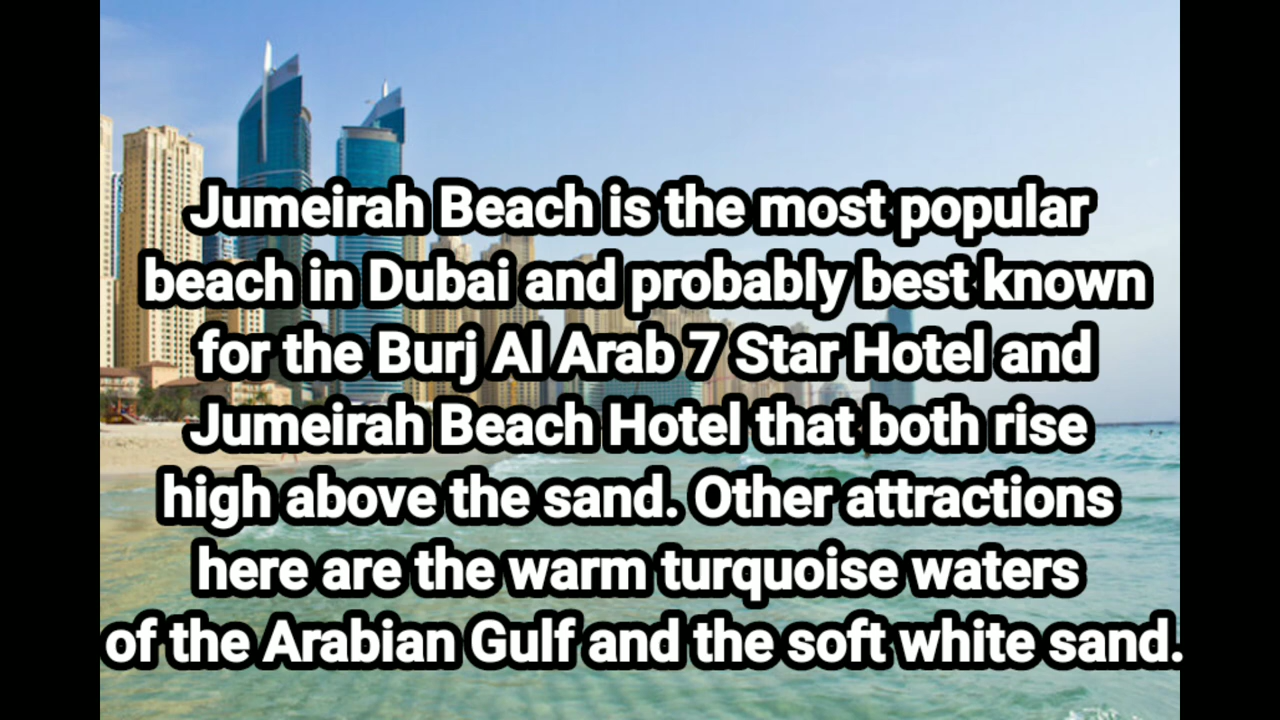 Jumeirah Beach is the most popular
beach in Dubai and probably best known
for the Burj Al Arab 7 Star Hotel and
Jumeirah Beach Hotel that both rise
high above the sand. Other attractions
here are the warm turquoise waters
of the Arabian Gulf and the soft white sand.